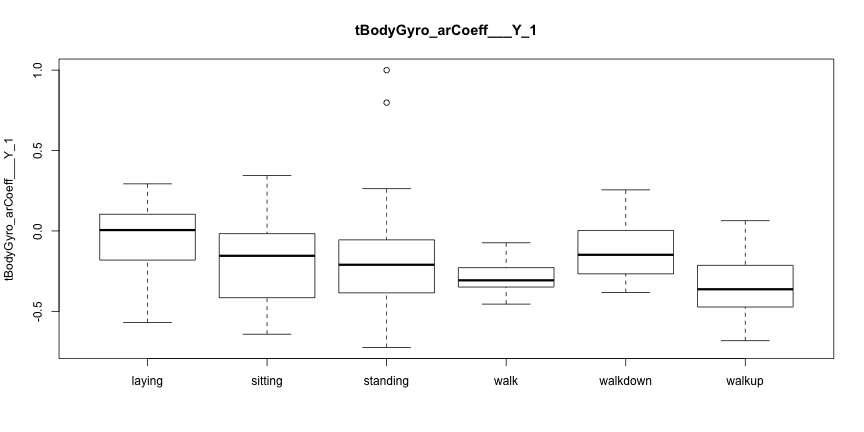 tBodyGyro_arCoeff___Y_1
tBodyGyro_arCoeff___Y_1
1.0
0.5
0.0
-0.5
laying sitting standing walk walkdown walkup